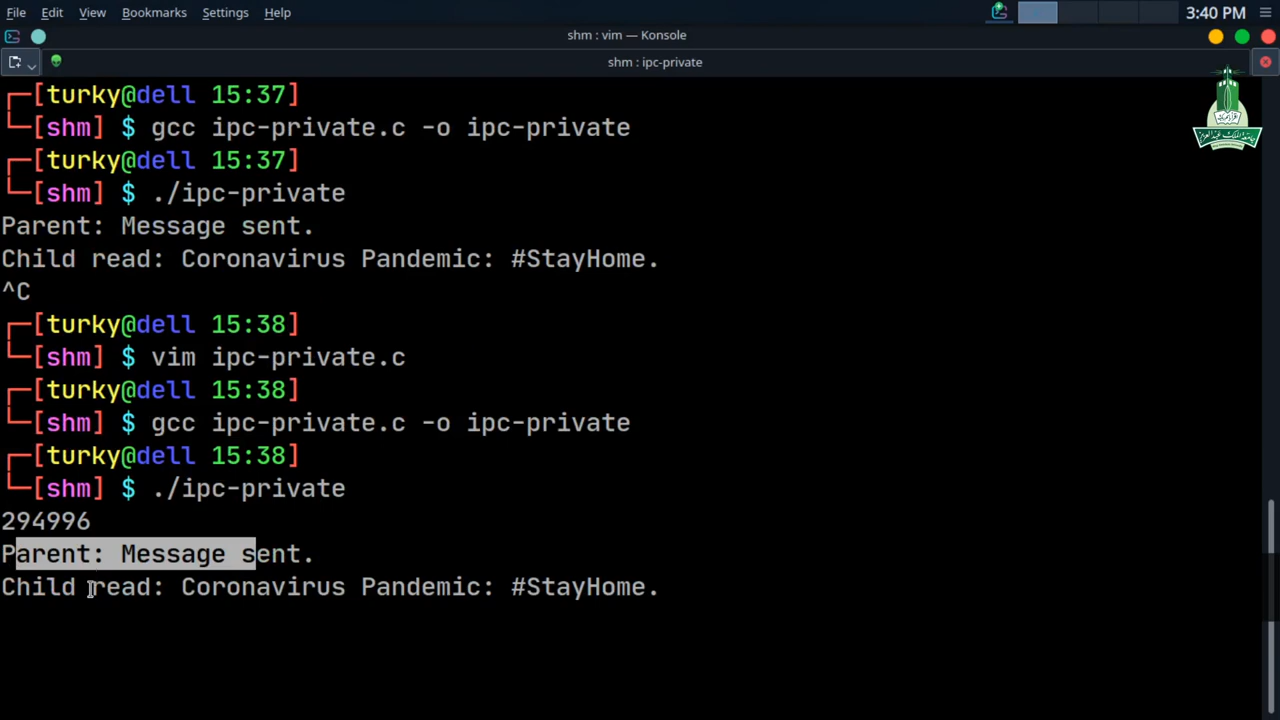 File Edit View Bookmarks Settings Help 3:40 PM
shm : vim — Konsole
shm : ipc-private
[turky@dell 15:37]
[shm] $ gcc ipc-private.c -o ipc-private
[turky@dell 15:37]
[shm] $ ./ipc-private
Parent: Message sent.
Child read: Coronavirus Pandemic: #StayHome.
^C
[turky@dell 15:38]
[shm] $ vim ipc-private.c
[turky@dell 15:38]
[shm] $ gcc ipc-private.c -o ipc-private
[turky@dell 15:38]
[shm] $ ./ipc-private
294996
Parent: Message sent.
Child read: Coronavirus Pandemic: #StayHome.
جامعة الملك عبدالعزيز